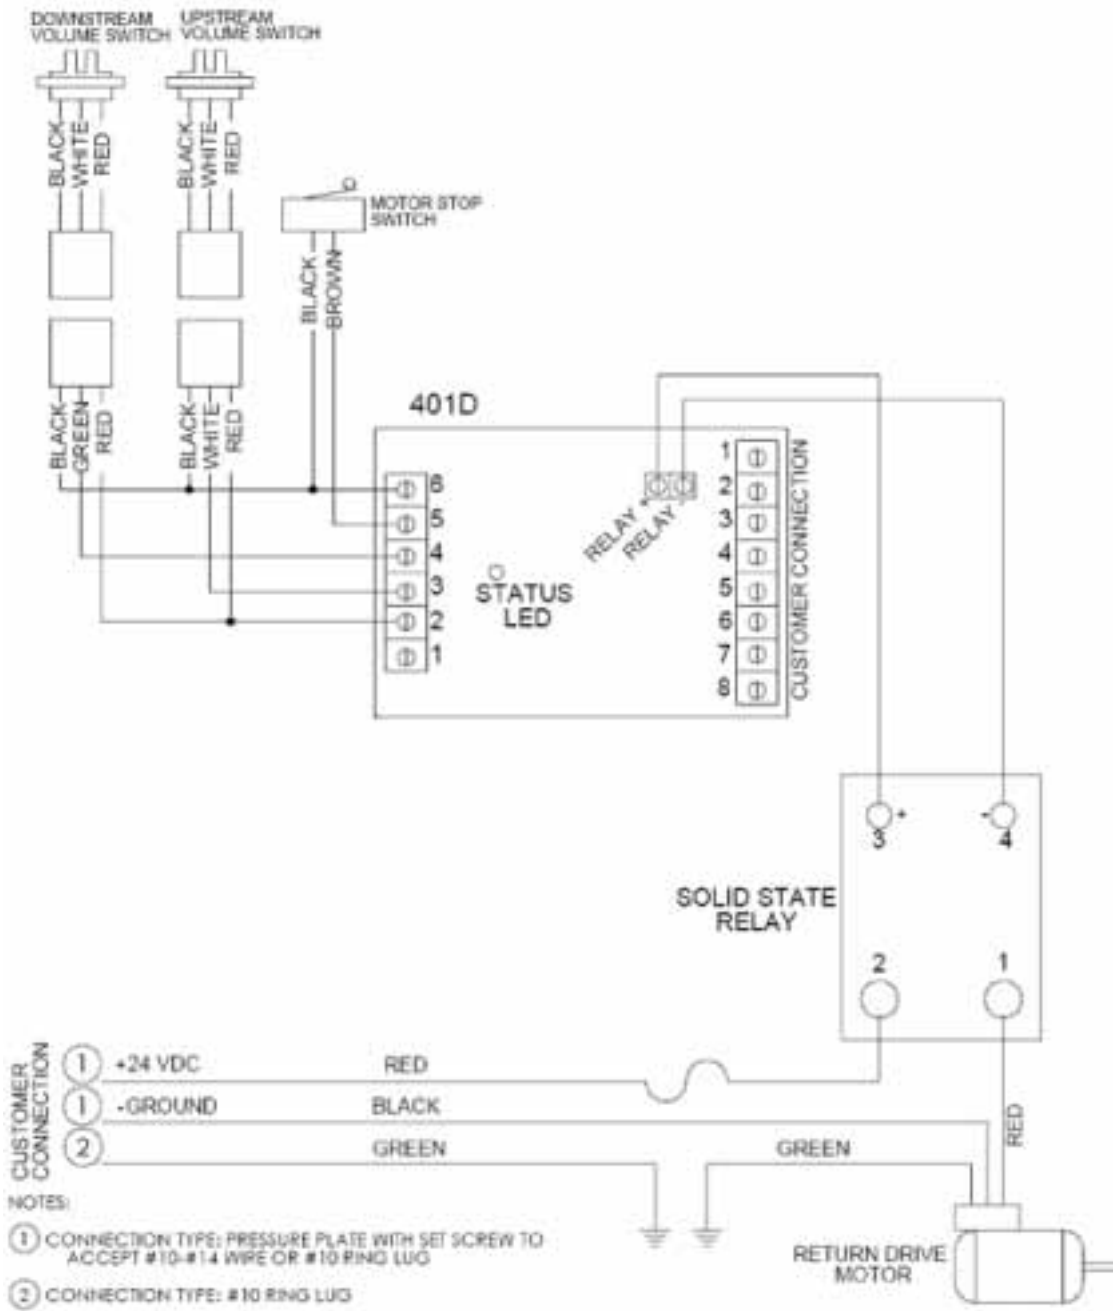 DOWNSTREAM
VOLUME SWITCH
UPSTREAM
VOLUME SWITCH
BLACK
WHITE
RED
BLACK
WHITE
RED
MOTOR STOP
SWITCH
BLACK
BROWN
BLACK
GREEN
RED
BLACK
WHITE
RED
401D
6
5
4
3
2
1
STATUS
LED
RELAY +
RELAY -
1
2
3
4
5
6
7
8
CUSTOMER CONNECTION
+
-
3
4
SOLID STATE
RELAY
2
1
CUSTOMER
CONNECTION
1 +24 VDC RED
1 -GROUND BLACK
2 GREEN
GREEN
RED
RETURN DRIVE
MOTOR
NOTES:
1 CONNECTION TYPE: PRESSURE PLATE WITH SET SCREW TO
ACCEPT #10-#14 WIRE OR #10 RING LUG
2 CONNECTION TYPE: #10 RING LUG